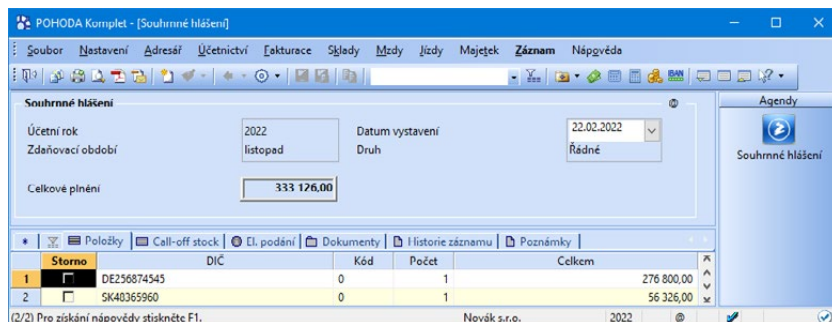 POHODA Komplet - [Souhrnné hlášení]
Soubor Nastavení Adresář Účetnictví Fakturace Sklady Mzdy Jízdy Majetek Záznam Nápověda
Souhrnné hlášení @ Agendy
Účetní rok 2022 Datum vystavení 22.02.2022
Zdaňovací období listopad Druh Řádné
Souhrnné hlášení
Celkové plnění 333 126,00
* Položky Call-off stock El. podání Dokumenty Historie záznamu Poznámky
Storno DIČ Kód Počet Celkem
1 DE256874545 0 1 276 800,00
2 SK48365960 0 1 56 326,00
(2/2) Pro získání nápovědy stiskněte F1. Novák s.r.o. 2022 @